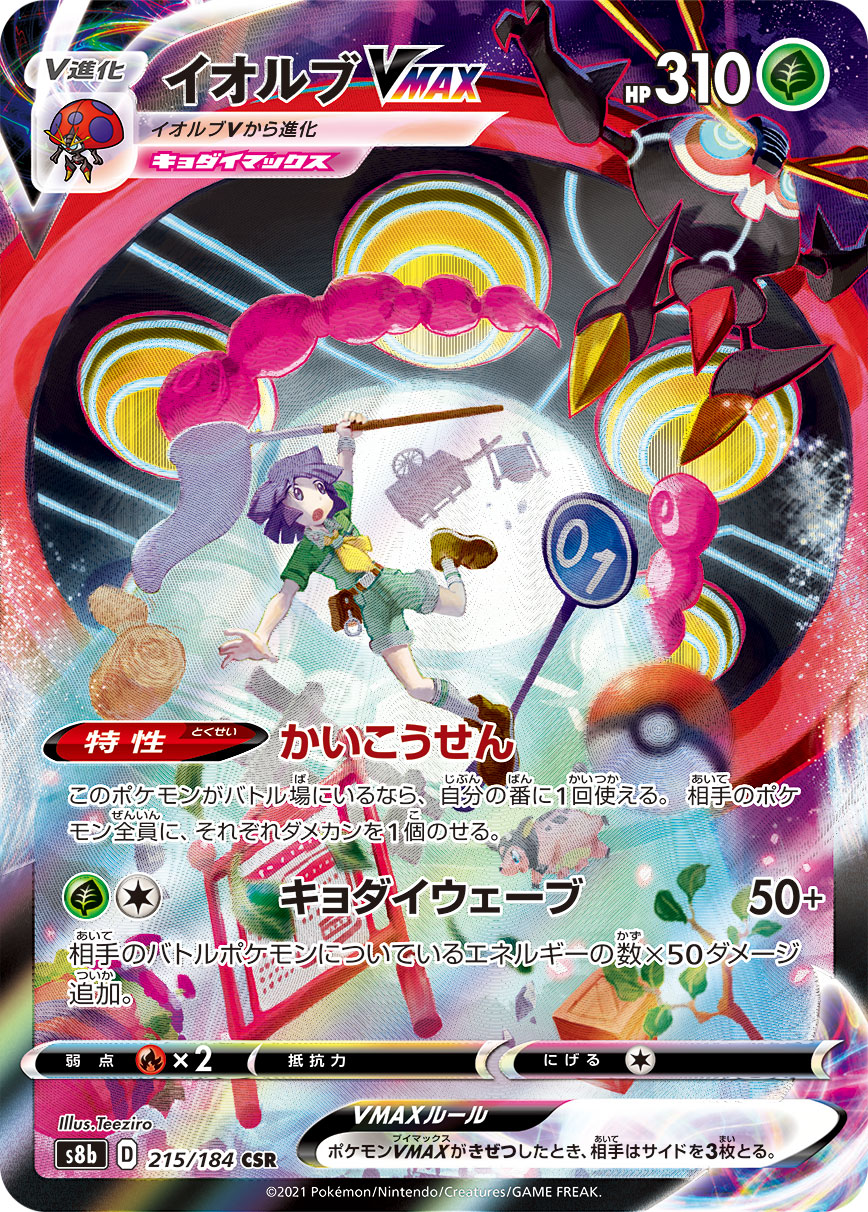 V進化
イオルブVMAX
HP310
イオルブVから進化
キョダイマックス
01
特性 とくせい
かいこうせん
このポケモンがバトル場にいるなら、自分の番に1回使える。相手のポケ
モン全員に、それぞれダメカンを1個のせる。
キョダイウェーブ 50+
相手のバトルポケモンについているエネルギーの数×50ダメージ
追加。
弱点 ×2 抵抗力 にげる
Illus.Teeziro
VMAXルール
ポケモンVMAXがきぜつしたとき、相手はサイドを3枚とる。
s8b D 215/184 CSR
©2021 Pokémon/Nintendo/Creatures/GAME FREAK.